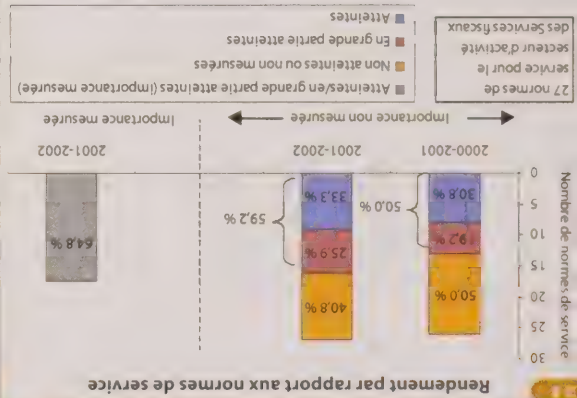 Rendement par rapport aux normes de service
Nombre de normes de service
30
25
20
15
10
5
0
50,0 %
19,2 %
30,8 %
50,0 %
40,8 %
25,9 %
33,3 %
59,2 %
64,8 %
2000-2001
2001-2002
2001-2002
Importance non mesurée
Importance mesurée
27 normes de
service pour le
secteur d'activité
des Services fiscaux
Atteintes/en grande partie atteintes (importance mesurée)
Non atteintes ou non mesurées
En grande partie atteintes
Atteintes